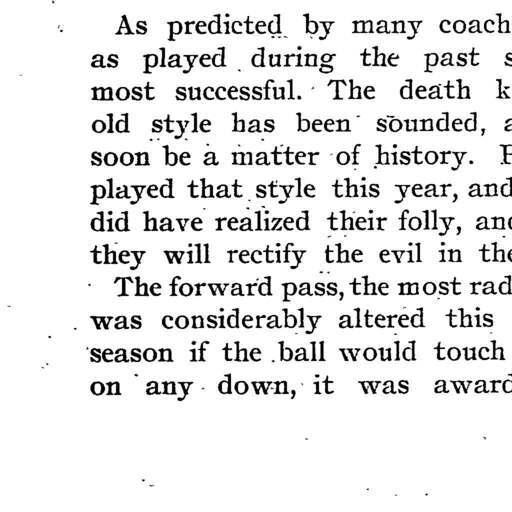 As predicted by many coach
as played during the past s
most successful. The death k
old style has been sounded, a
soon be a matter of history. F
played that style this year, and
did have realized their folly, and
they will rectify the evil in the
The forward pass, the most rad
was considerably altered this
season if the ball would touch
on any down, it was award